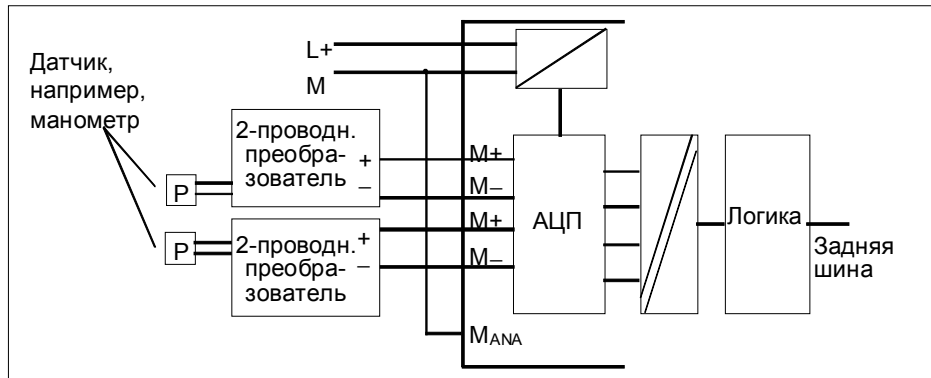 L+
M
Датчик,
например,
манометр
2-проводн.
преобра-
зователь
+
–
P
M+
M–
2-проводн.
преобра-
зователь
+
–
P
M+
M–
АЦП
Логика
Задняя
шина
MANA